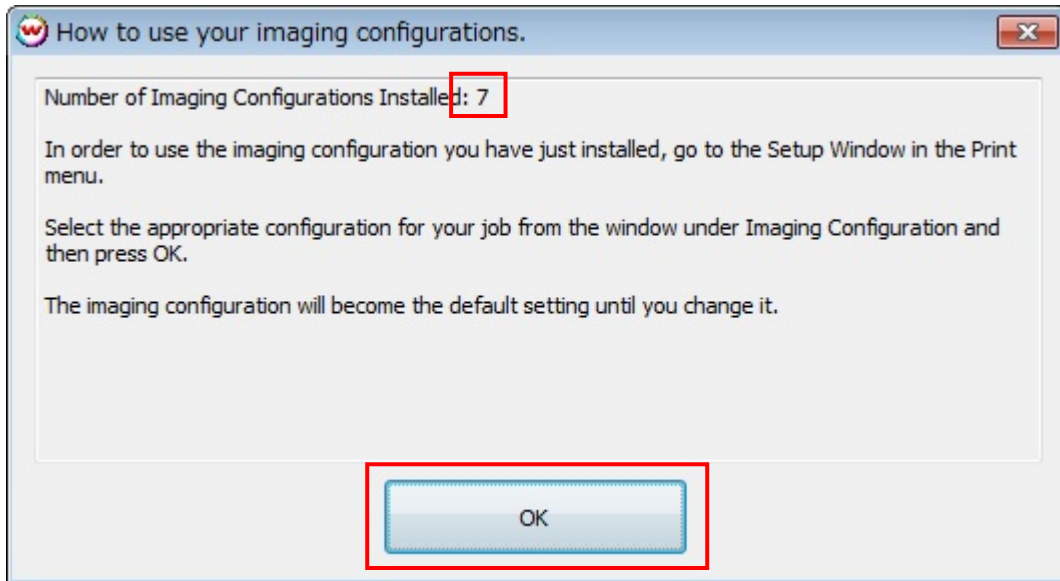 How to use your imaging configurations.
Number of Imaging Configurations Installed: 7
In order to use the imaging configuration you have just installed, go to the Setup Window in the Print
menu.
Select the appropriate configuration for your job from the window under Imaging Configuration and
then press OK.
The imaging configuration will become the default setting until you change it.
OK